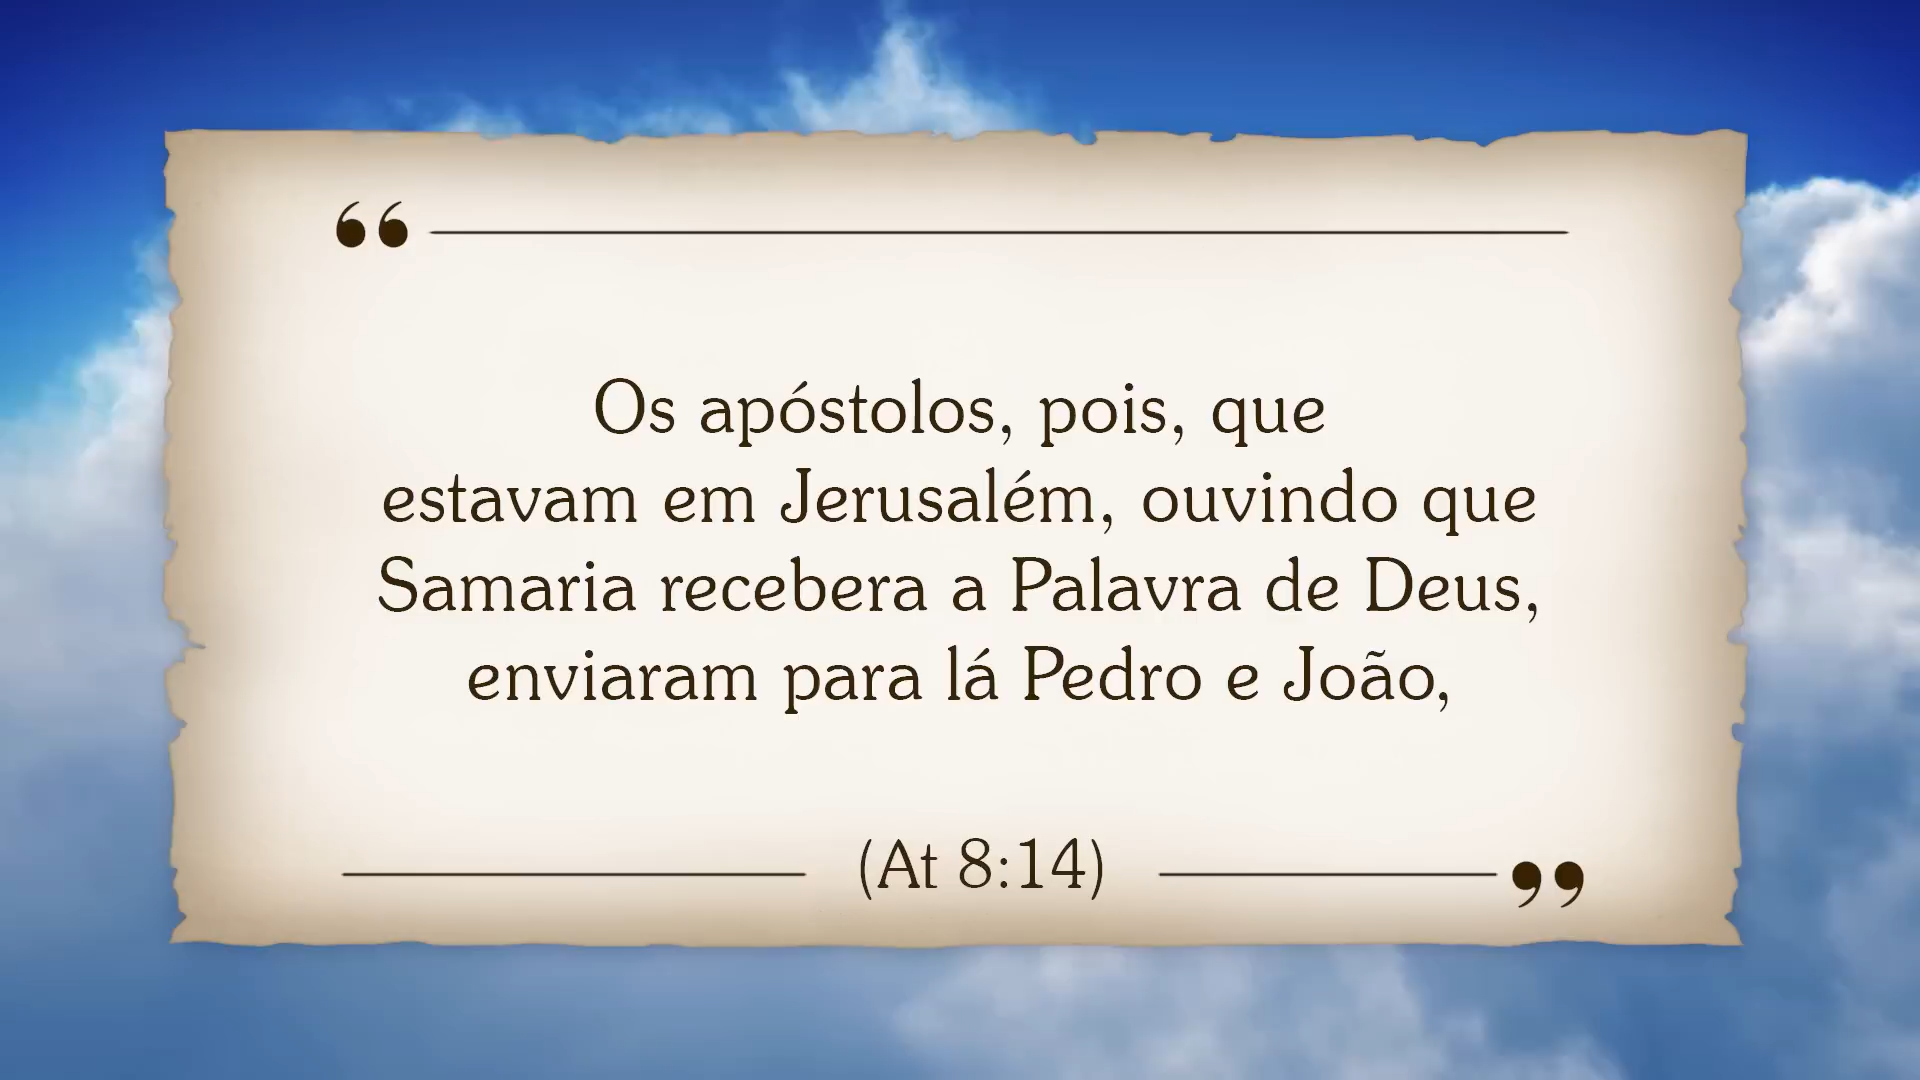 “
Os apóstolos, pois, que
estavam em Jerusalém, ouvindo que
Samaria recebera a Palavra de Deus,
enviaram para lá Pedro e João,
(At 8:14)
”